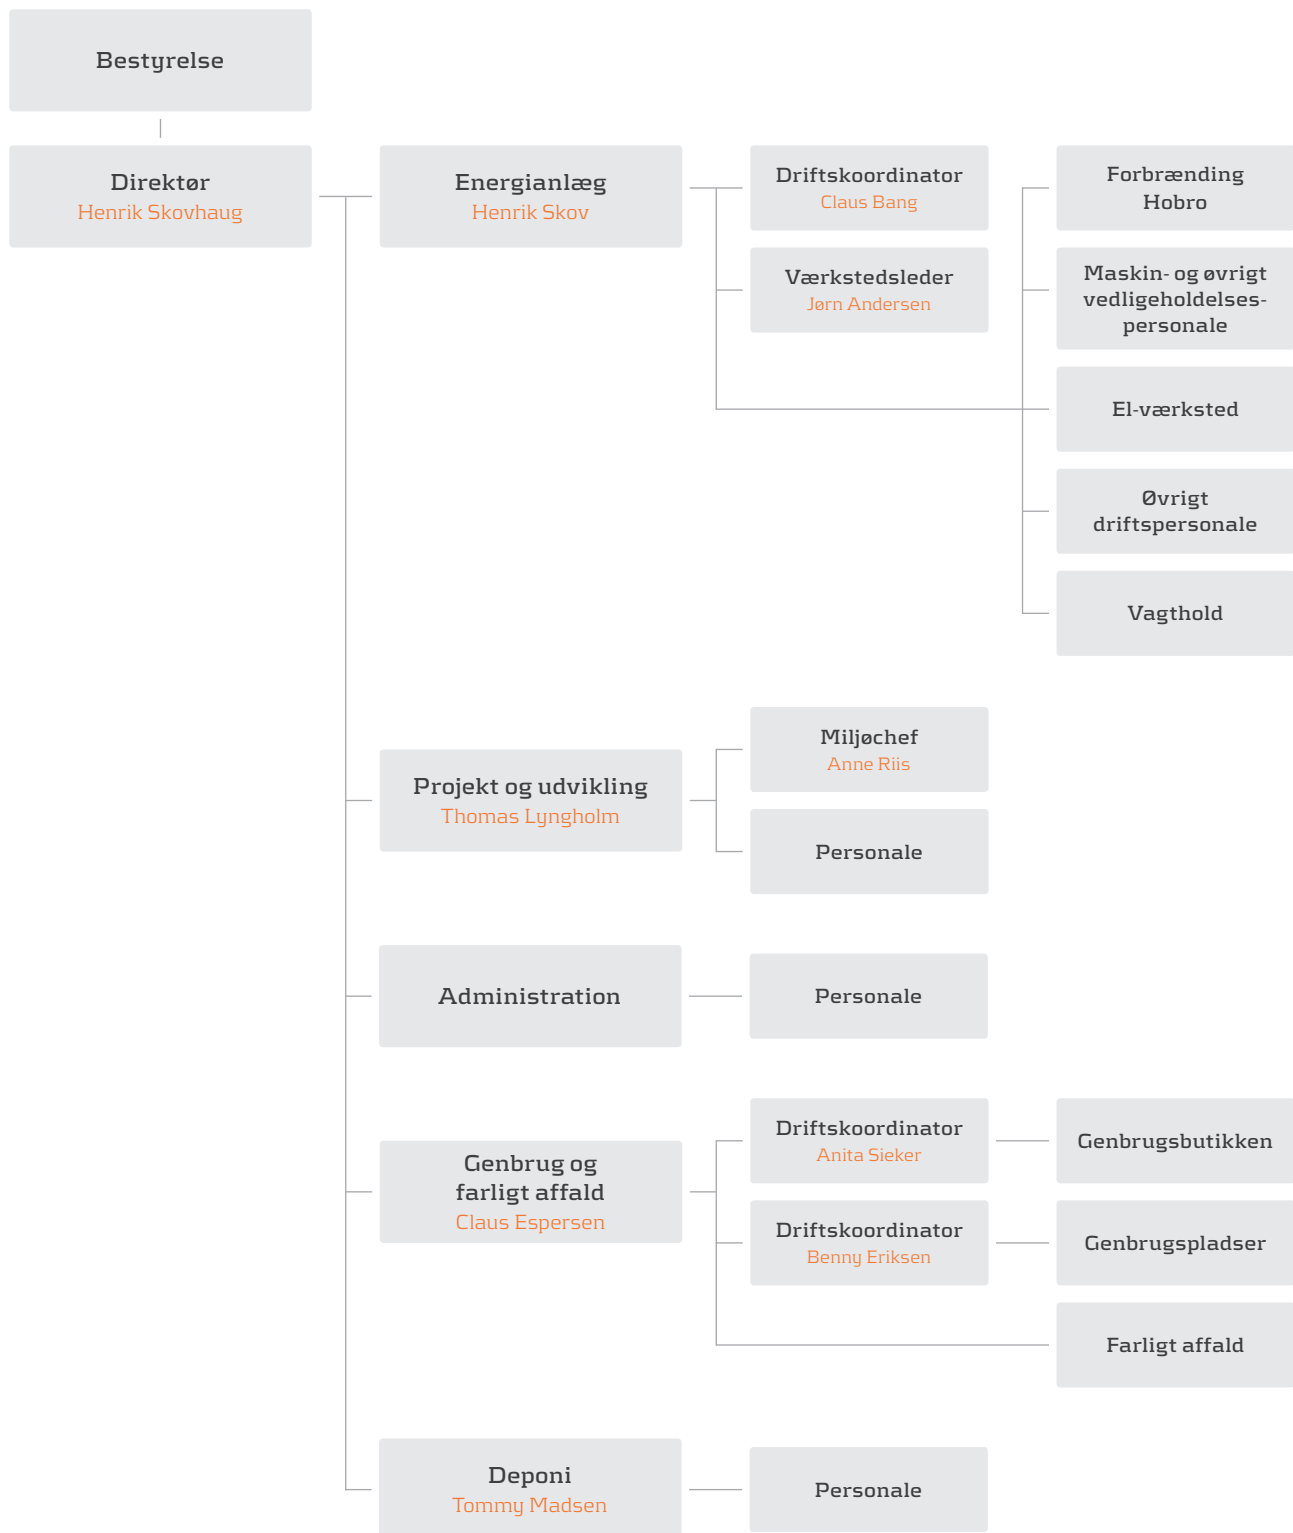 Bestyrelse
Direktør
Henrik Skovhaug
Energianlæg
Henrik Skov
Driftskoordinator
Claus Bang
Værkstedsleder
Jørn Andersen
Forbrænding
Hobro
Maskin- og øvrigt
vedligeholdelses-
personale
El-værksted
Øvrigt
driftspersonale
Vagthold
Projekt og udvikling
Thomas Lyngholm
Miljøchef
Anne Riis
Personale
Administration
Personale
Genbrug og
farligt affald
Claus Espersen
Driftskoordinator
Anita Sieker
Genbrugsbutikken
Driftskoordinator
Benny Eriksen
Genbrugspladser
Farligt affald
Deponi
Tommy Madsen
Personale